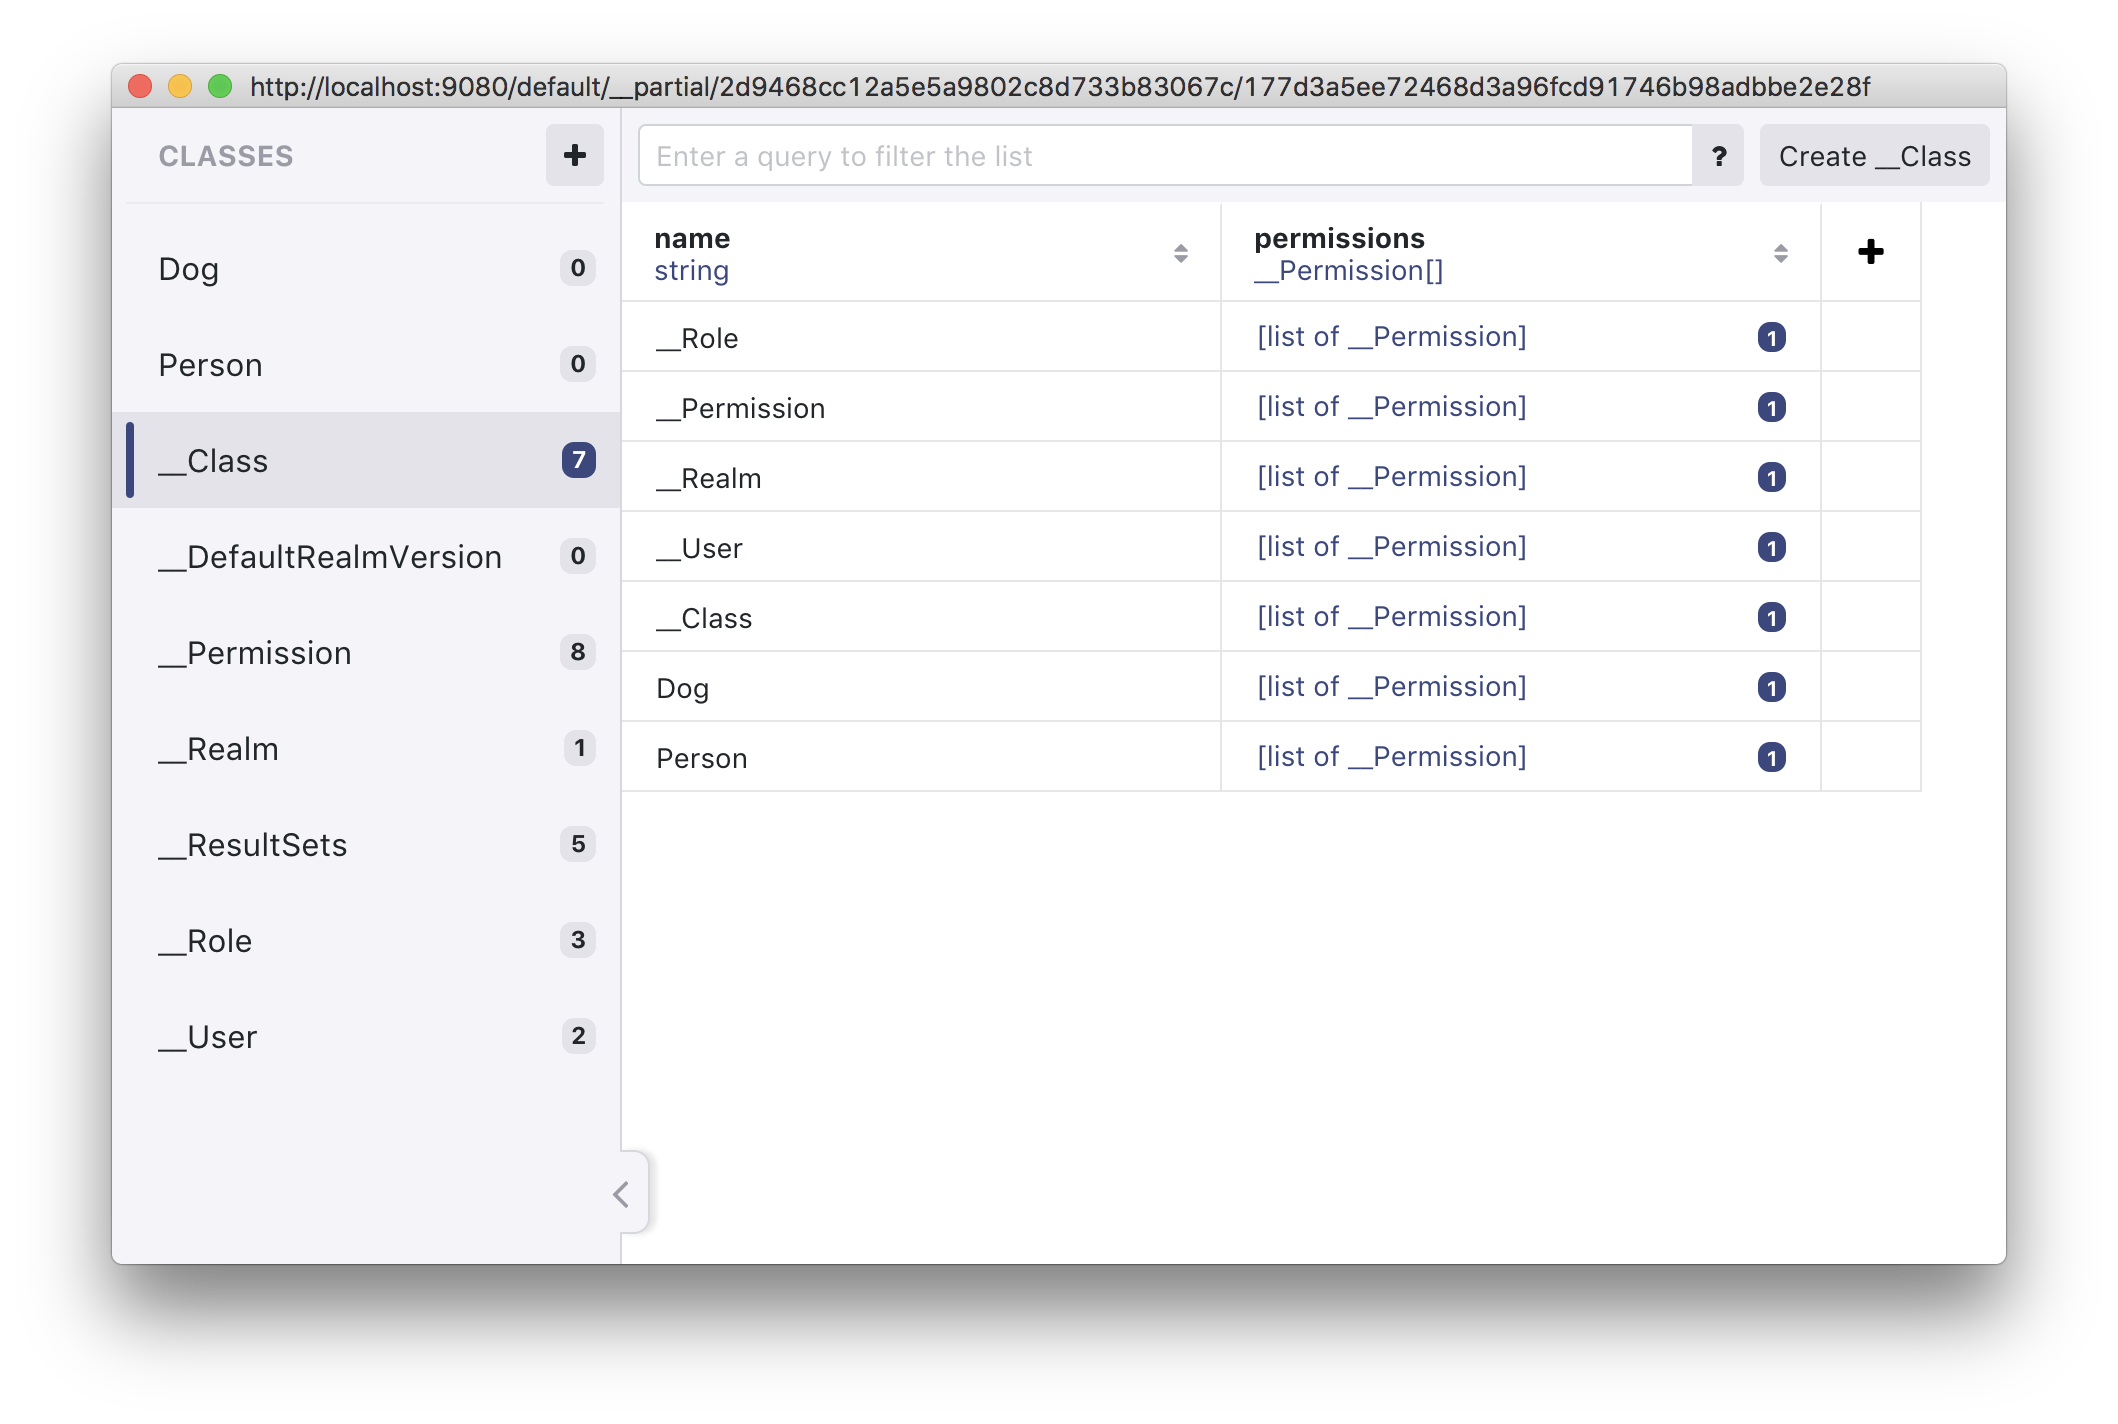 http://localhost:9080/default/__partial/2d9468cc12a5e5a9802c8d733b83067c/177d3a5ee72468d3a96fcd91746b98adbbe2e28f
CLASSES
Dog 0
Person 0
__Class 7
__DefaultRealmVersion 0
__Permission 8
__Realm 1
__ResultSets 5
__Role 3
__User 2
Enter a query to filter the list ? Create __Class
name permissions
string __Permission[]
__Role [list of __Permission] 1
__Permission [list of __Permission] 1
__Realm [list of __Permission] 1
__User [list of __Permission] 1
__Class [list of __Permission] 1
Dog [list of __Permission] 1
Person [list of __Permission] 1